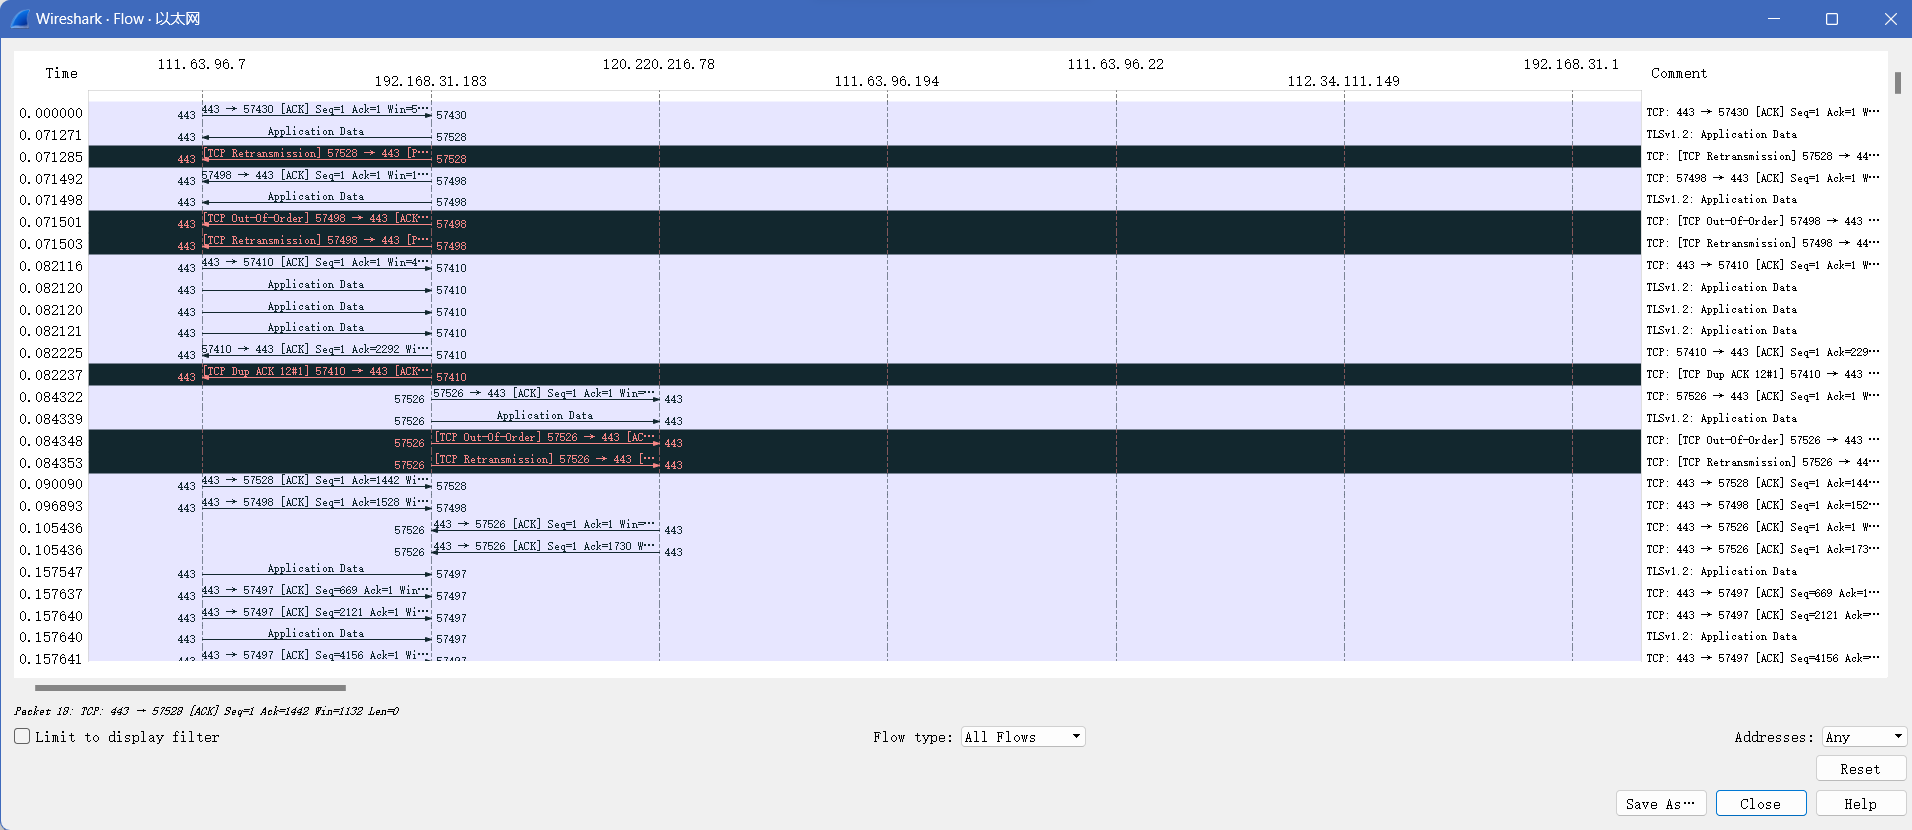 Wireshark · Flow · 以太网
111.63.96.7 120.220.216.78 111.63.96.22 192.168.31.1
Time 192.168.31.183 111.63.96.194 112.34.111.149 Comment
0.000000 443 443 → 57430 [ACK] Seq=1 Ack=1 Win=5··· 57430 TCP: 443 → 57430 [ACK] Seq=1 Ack=1 W···
0.071271 443 Application Data 57528 TLSv1.2: Application Data
0.071285 443 [TCP Retransmission] 57528 → 443 [P··· 57528 TCP: [TCP Retransmission] 57528 → 44···
0.071492 443 57498 → 443 [ACK] Seq=1 Ack=1 Win=1··· 57498 TCP: 57498 → 443 [ACK] Seq=1 Ack=1 W···
0.071498 443 Application Data 57498 TLSv1.2: Application Data
0.071501 443 [TCP Out-Of-Order] 57498 → 443 [ACK··· 57498 TCP: [TCP Out-Of-Order] 57498 → 443 ···
0.071503 443 [TCP Retransmission] 57498 → 443 [P··· 57498 TCP: [TCP Retransmission] 57498 → 44···
0.082116 443 443 → 57410 [ACK] Seq=1 Ack=1 Win=4··· 57410 TCP: 443 → 57410 [ACK] Seq=1 Ack=1 W···
0.082120 443 Application Data 57410 TLSv1.2: Application Data
0.082120 443 Application Data 57410 TLSv1.2: Application Data
0.082121 443 Application Data 57410 TLSv1.2: Application Data
0.082225 443 57410 → 443 [ACK] Seq=1 Ack=2292 Wi··· 57410 TCP: 57410 → 443 [ACK] Seq=1 Ack=229···
0.082237 443 [TCP Dup ACK 12#1] 57410 → 443 [ACK··· 57410 TCP: [TCP Dup ACK 12#1] 57410 → 443 ···
0.084322 57526 57526 → 443 [ACK] Seq=1 Ack=1 Win=··· 443 TCP: 57526 → 443 [ACK] Seq=1 Ack=1 W···
0.084339 57526 Application Data 443 TLSv1.2: Application Data
0.084348 57526 [TCP Out-Of-Order] 57526 → 443 [AC··· 443 TCP: [TCP Out-Of-Order] 57526 → 443 ···
0.084353 57526 [TCP Retransmission] 57526 → 443 [··· 443 TCP: [TCP Retransmission] 57526 → 44···
0.090090 443 443 → 57528 [ACK] Seq=1 Ack=1442 Wi··· 57528 TCP: 443 → 57528 [ACK] Seq=1 Ack=144···
0.096893 443 443 → 57498 [ACK] Seq=1 Ack=1528 Wi··· 57498 TCP: 443 → 57498 [ACK] Seq=1 Ack=152···
0.105436 57526 443 → 57526 [ACK] Seq=1 Ack=1 Win=··· 443 TCP: 443 → 57526 [ACK] Seq=1 Ack=1 W···
0.105436 57526 443 → 57526 [ACK] Seq=1 Ack=1730 W··· 443 TCP: 443 → 57526 [ACK] Seq=1 Ack=173···
0.157547 443 Application Data 57497 TLSv1.2: Application Data
0.157637 443 443 → 57497 [ACK] Seq=669 Ack=1 Win··· 57497 TCP: 443 → 57497 [ACK] Seq=669 Ack=1···
0.157640 443 443 → 57497 [ACK] Seq=2121 Ack=1 Wi··· 57497 TCP: 443 → 57497 [ACK] Seq=2121 Ack=···
0.157640 443 Application Data 57497 TLSv1.2: Application Data
0.157641 443 443 → 57497 [ACK] Seq=4156 Ack=1 Wi··· 57497 TCP: 443 → 57497 [ACK] Seq=4156 Ack=···
Packet 18: TCP: 443 → 57528 [ACK] Seq=1 Ack=1442 Win=1132 Len=0
Limit to display filter Flow type: All Flows Addresses: Any
Reset
Save As··· Close Help